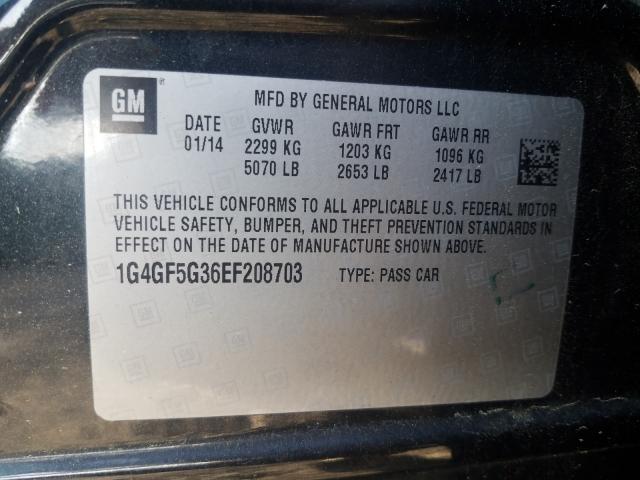 GM
MFD BY GENERAL MOTORS LLC
DATE GVWR GAWR FRT GAWR RR
01/14 2299 KG 1203 KG 1096 KG
5070 LB 2653 LB 2417 LB
THIS VEHICLE CONFORMS TO ALL APPLICABLE U.S. FEDERAL MOTOR
VEHICLE SAFETY, BUMPER, AND THEFT PREVENTION STANDARDS IN
EFFECT ON THE DATE OF MANUFACTURE SHOWN ABOVE.
1G4GF5G36EF208703 TYPE: PASS CAR